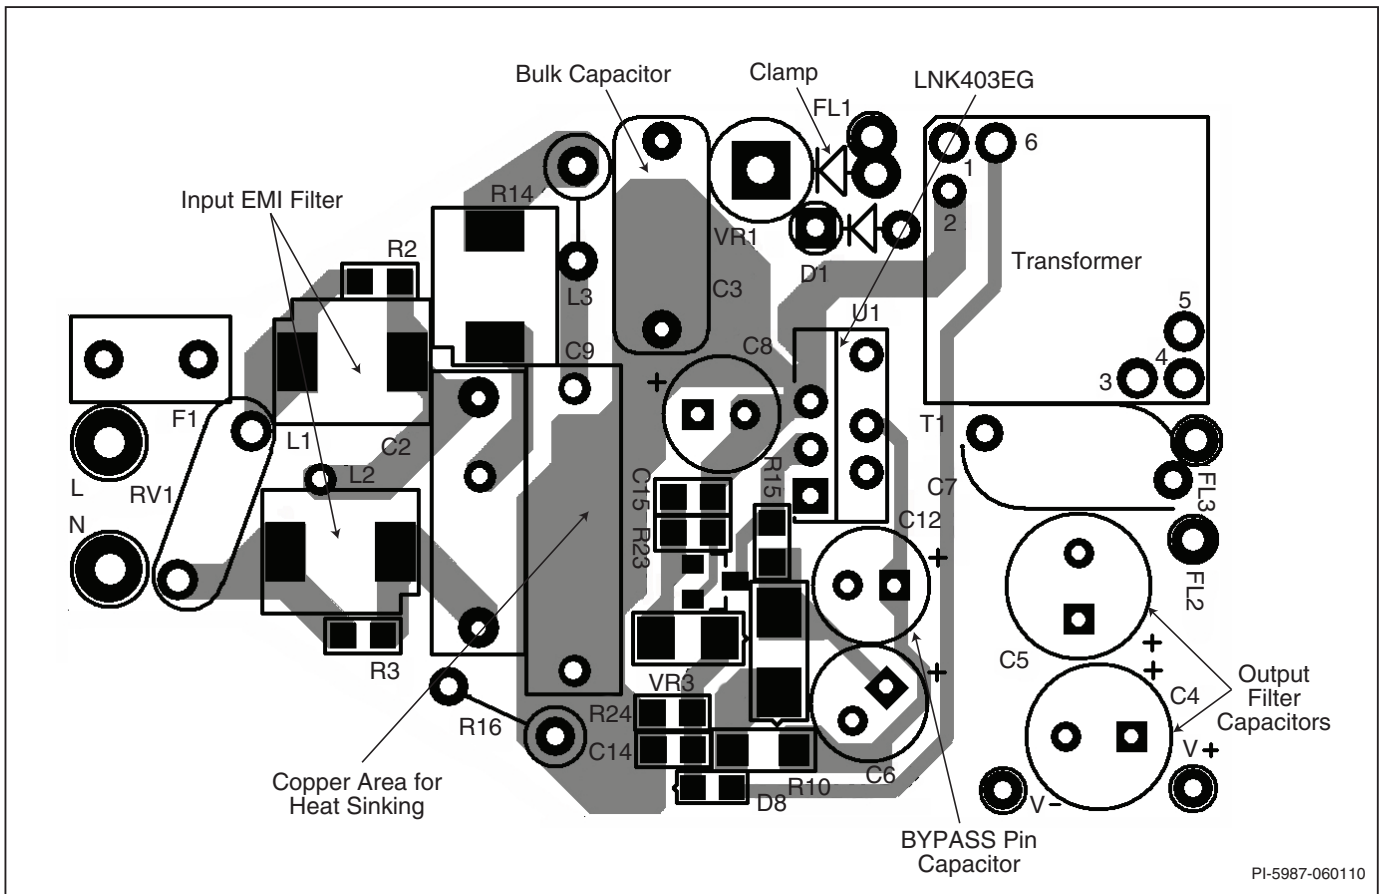 Bulk Capacitor
Clamp
LNK403EG
FL1
6
1
2
Input EMI Filter
R14
R2
VR1
D1
Transformer
C3
L3
U1
5
C9
C8
4
3
+
F1
L1
C2
T1
L
RV1
L2
C15
R15
C7
FL3
N
R23
C12
+
FL2
C5
+
+
R3
VR3
+
Output
Filter
Capacitors
C4
R16
R24
C14
V+
C6
Copper Area for
Heat Sinking
R10
D8
V-
BYPASS Pin
Capacitor
PI-5987-060110